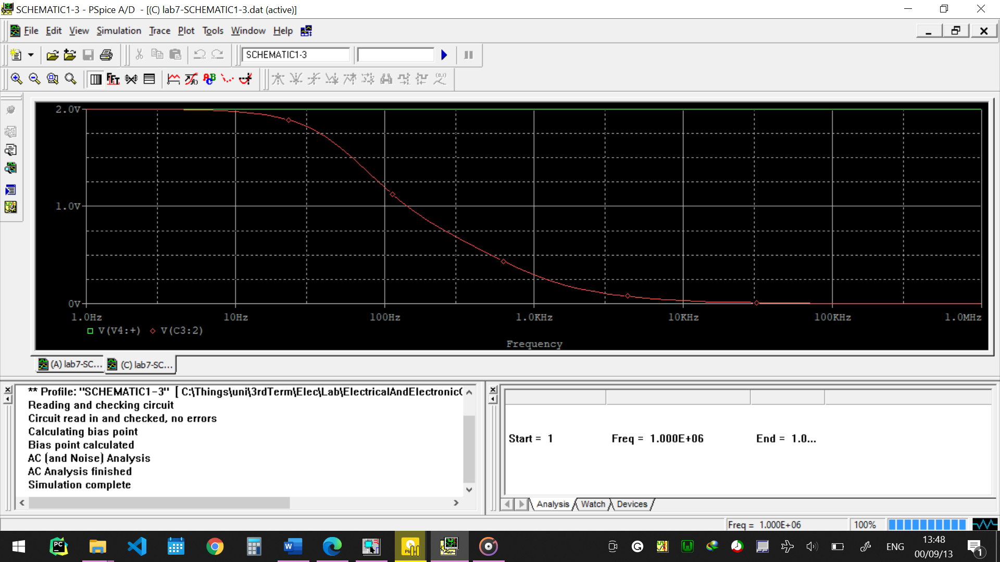 SCHEMATIC1-3 - PSpice A/D - [(C) lab7-SCHEMATIC1-3.dat (active)]
File Edit View Simulation Trace Plot Tools Window Help
SCHEMATIC1-3
2.0V
1.0V
0V
1.0Hz 10Hz 100Hz 1.0KHz 10KHz 100KHz 1.0MHz
V(V4:+) V(C3:2)
Frequency
(A) lab7-SC... (C) lab7-SC...
** Profile: "SCHEMATIC1-3" [ C:\Things\uni\3rdTerm\Elec\Lab\ElectricalAndElectronicC
Reading and checking circuit
Circuit read in and checked, no errors
Calculating bias point
Bias point calculated
AC (and Noise) Analysis
AC Analysis finished
Simulation complete
Start = 1 Freq = 1.000E+06 End = 1.0...
Analysis Watch Devices
Freq = 1.000E+06 100%
ENG
13:48
00/09/13
1